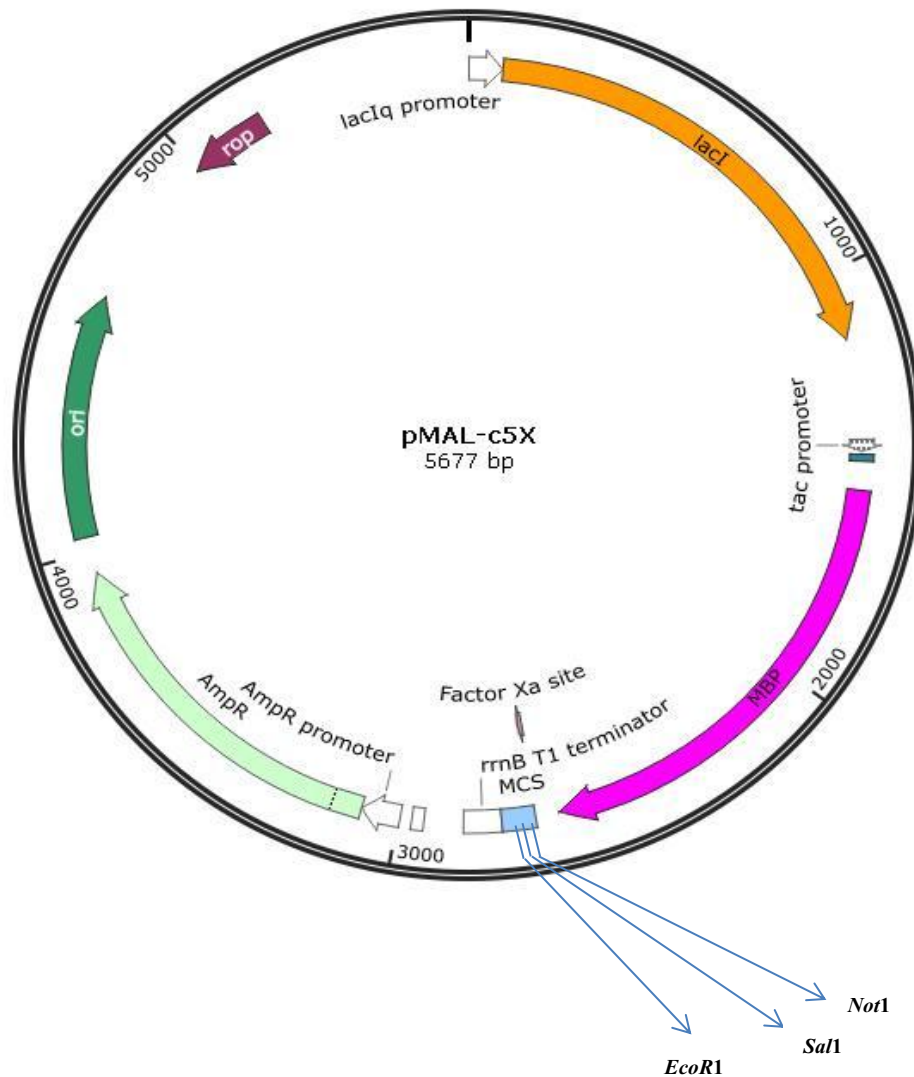 lacIq promoter
lacI
rop
5000
1000
tac promoter
ori
pMAL-c5X
5677 bp
4000
2000
MBP
Factor Xa site
AmpR promoter
AmpR
rrnB T1 terminator
MCS
3000
Not1
Sal1
EcoR1